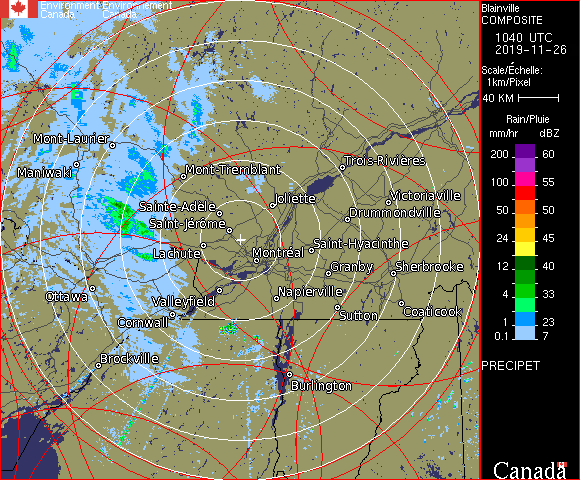 Environment Environnement
Canada Canada
Blainville
COMPOSITE
1040 UTC
2019-11-26
Scale/Échelle:
1km/Pixel
40 KM
Rain/Pluie
mm/hr dBZ
200 60
100 55
50 50
24 45
12 40
4 33
1 23
0.1 7
PRECIPET
Canada
Mont-Laurier
Maniwaki
Mont-Tremblant
Trois-Rivières
Sainte-Adèle
Joliette
Victoriaville
Saint-Jérôme
Drummondville
Lachute
Montréal
Saint-Hyacinthe
Granby
Sherbrooke
Ottawa
Valleyfield
Napierville
Cornwall
Sutton
Coaticook
Brockville
Burlington